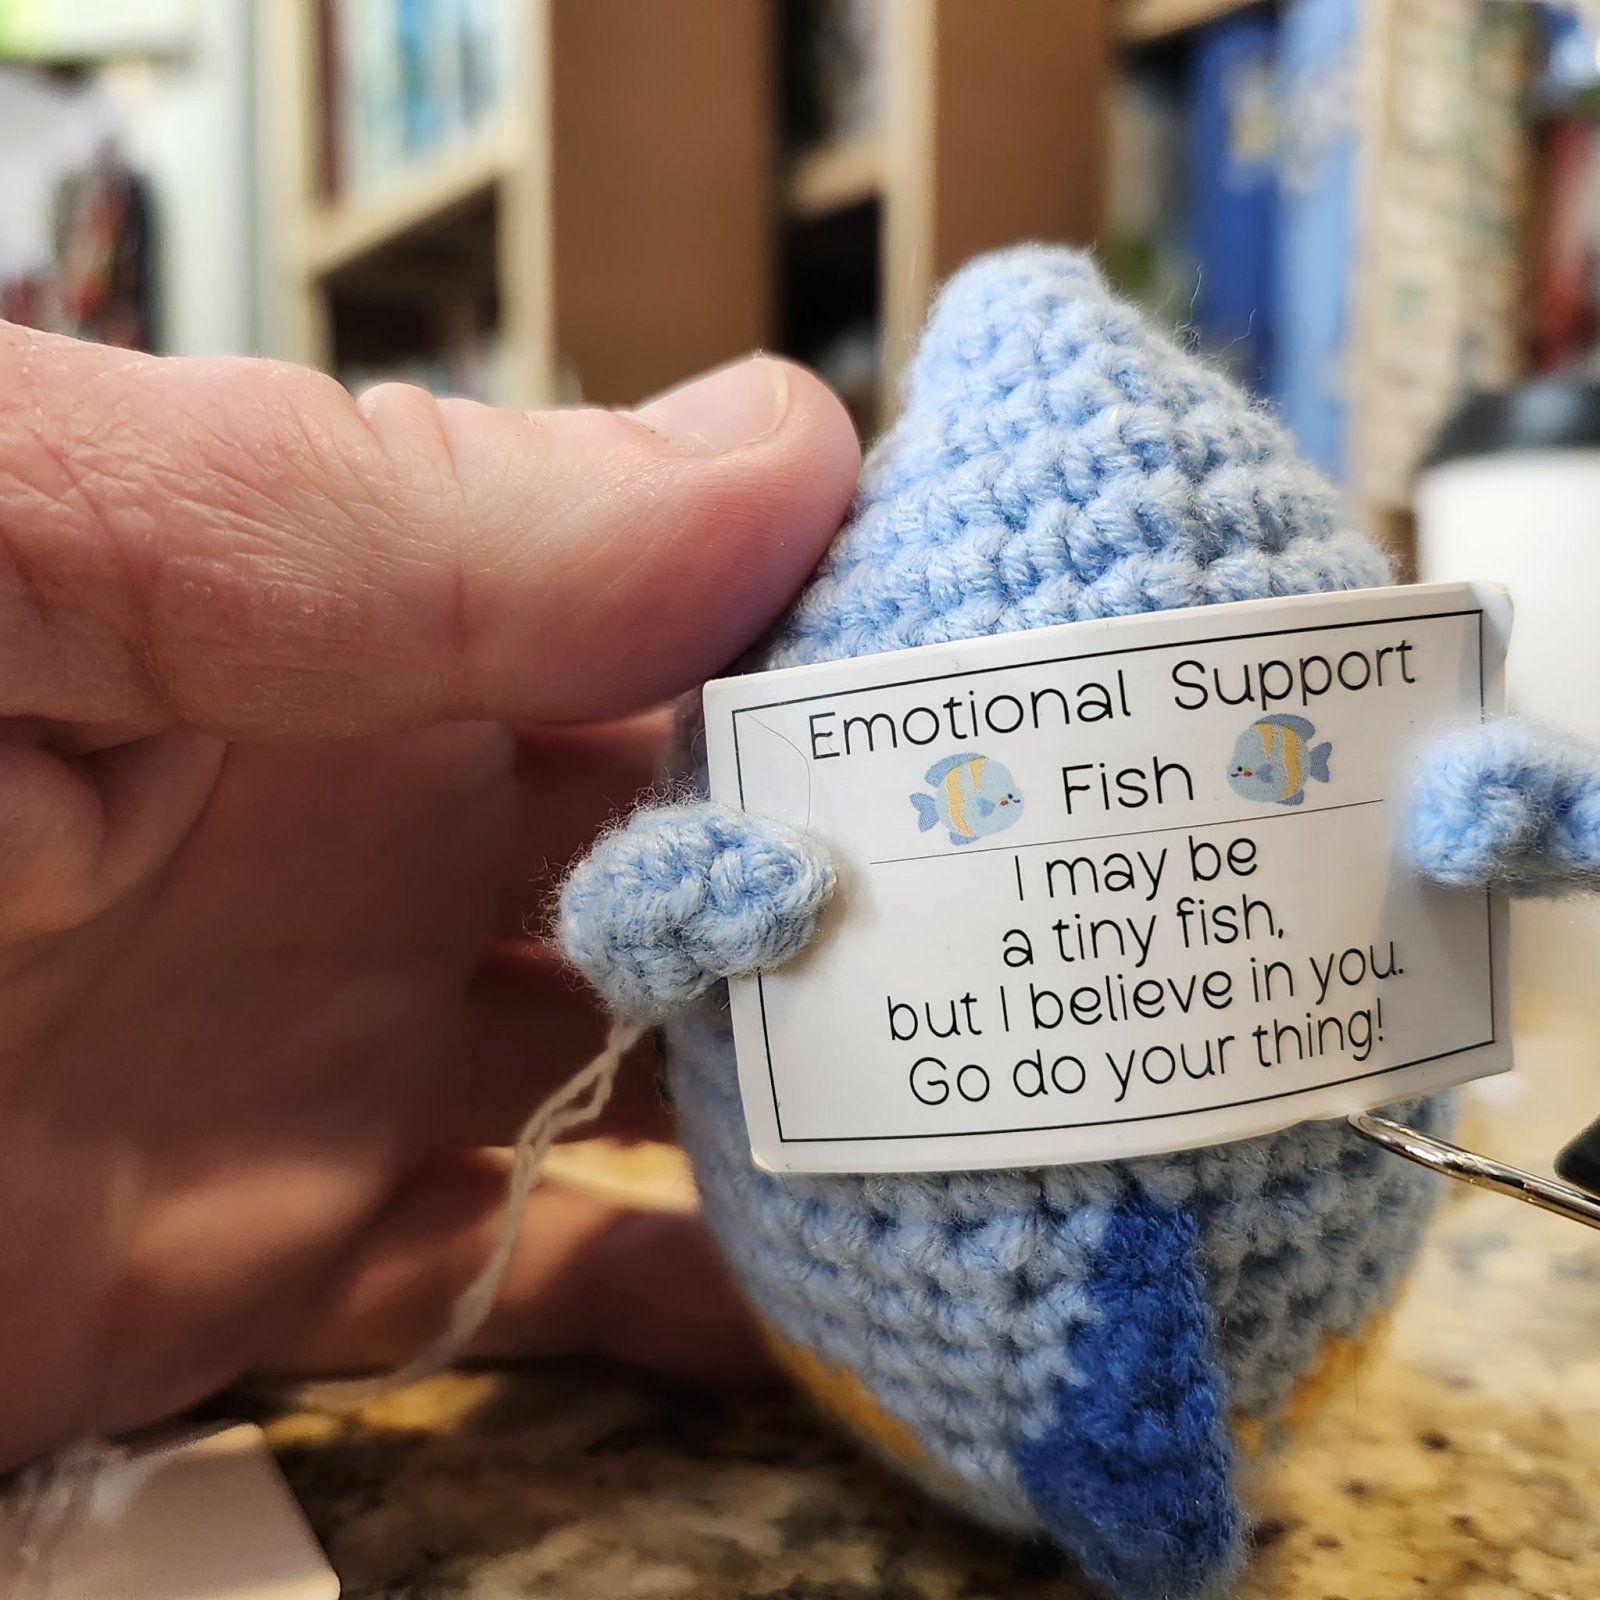 Emotional Support
Fish
I may be
a tiny fish,
but I believe in you.
Go do your thing!